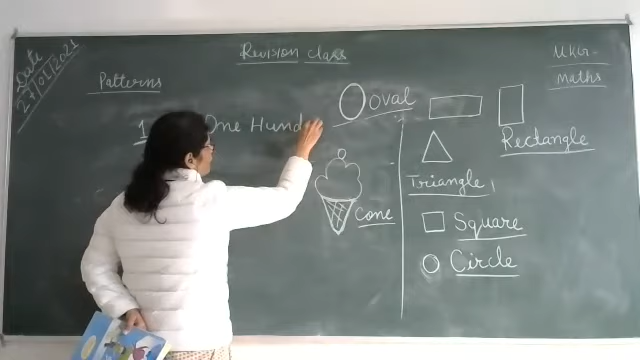 Date
27/01/2021
Revision class
Ukg-
maths
Patterns
1 One Hund
Oval
Rectangle
Triangle
Cone
Square
Circle